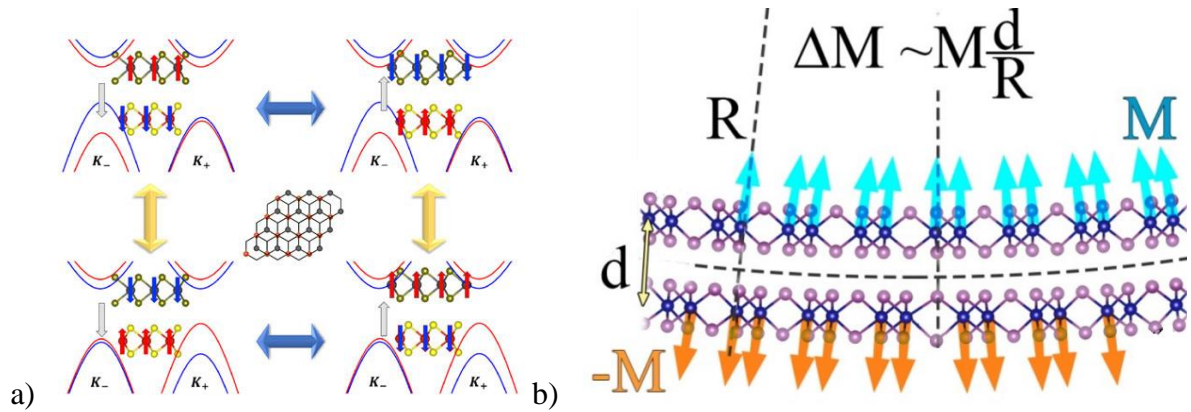 K₋ K₊
K₋ K₊
K₋ K₊
K₋ K₊
a)
ΔM ~M d/R
R
M
d
-M
b)